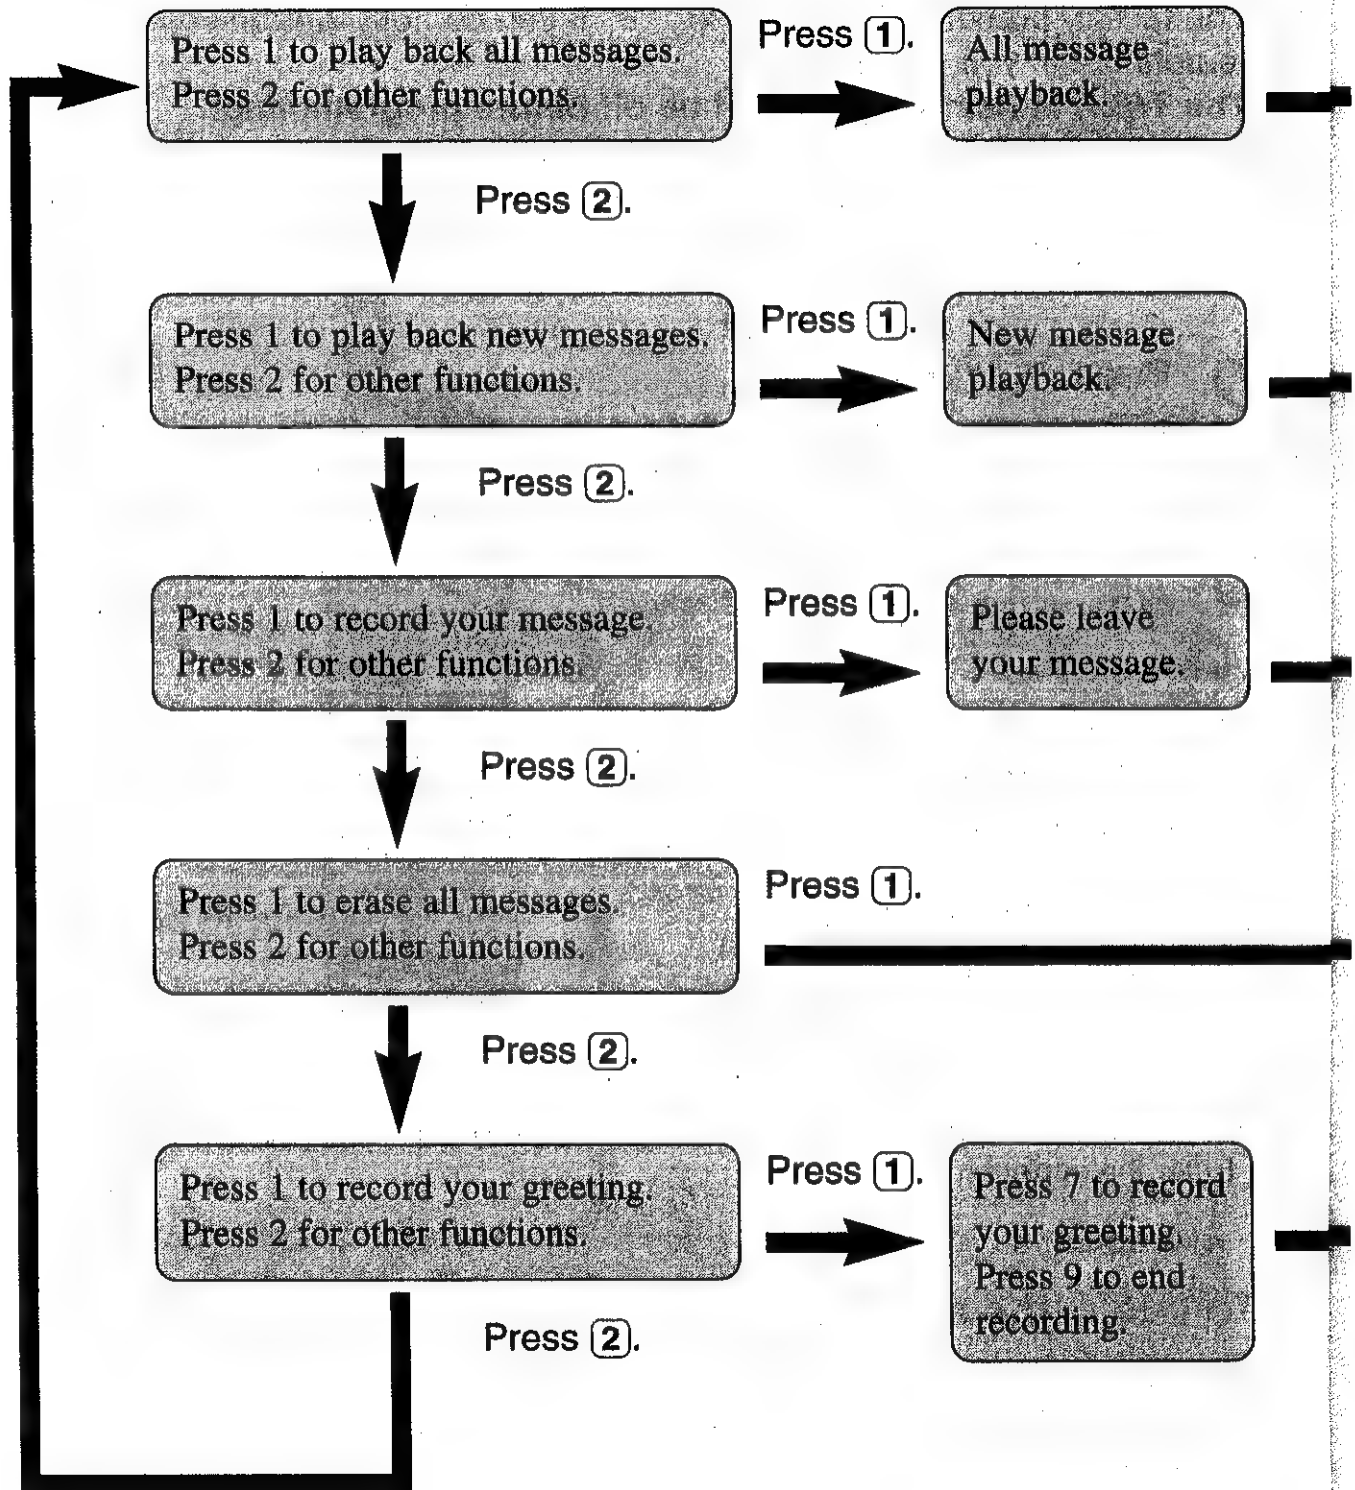 Press 1 to play back all messages.
Press 2 for other functions.
Press 1.
All message
playback.
Press 2.
Press 1 to play back new messages.
Press 2 for other functions.
Press 1.
New message
playback.
Press 2.
Press 1 to record your message.
Press 2 for other functions.
Press 1.
Please leave
your message.
Press 2.
Press 1 to erase all messages.
Press 2 for other functions.
Press 1.
Press 2.
Press 1 to record your greeting.
Press 2 for other functions.
Press 1.
Press 7 to record
your greeting.
Press 9 to end
recording.
Press 2.